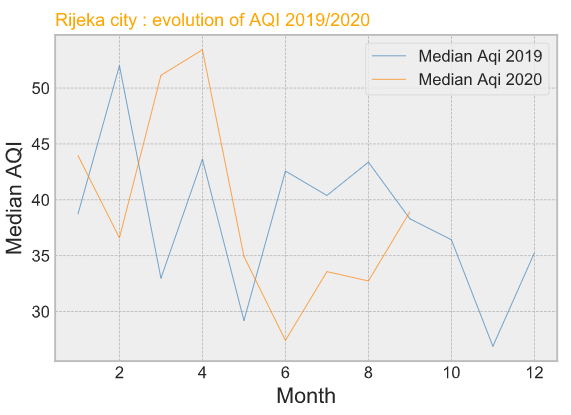 Rijeka city : evolution of AQI 2019/2020
Median Aqi 2019
Median Aqi 2020
Median AQI
50
45
40
35
30
2 4 6 8 10 12
Month